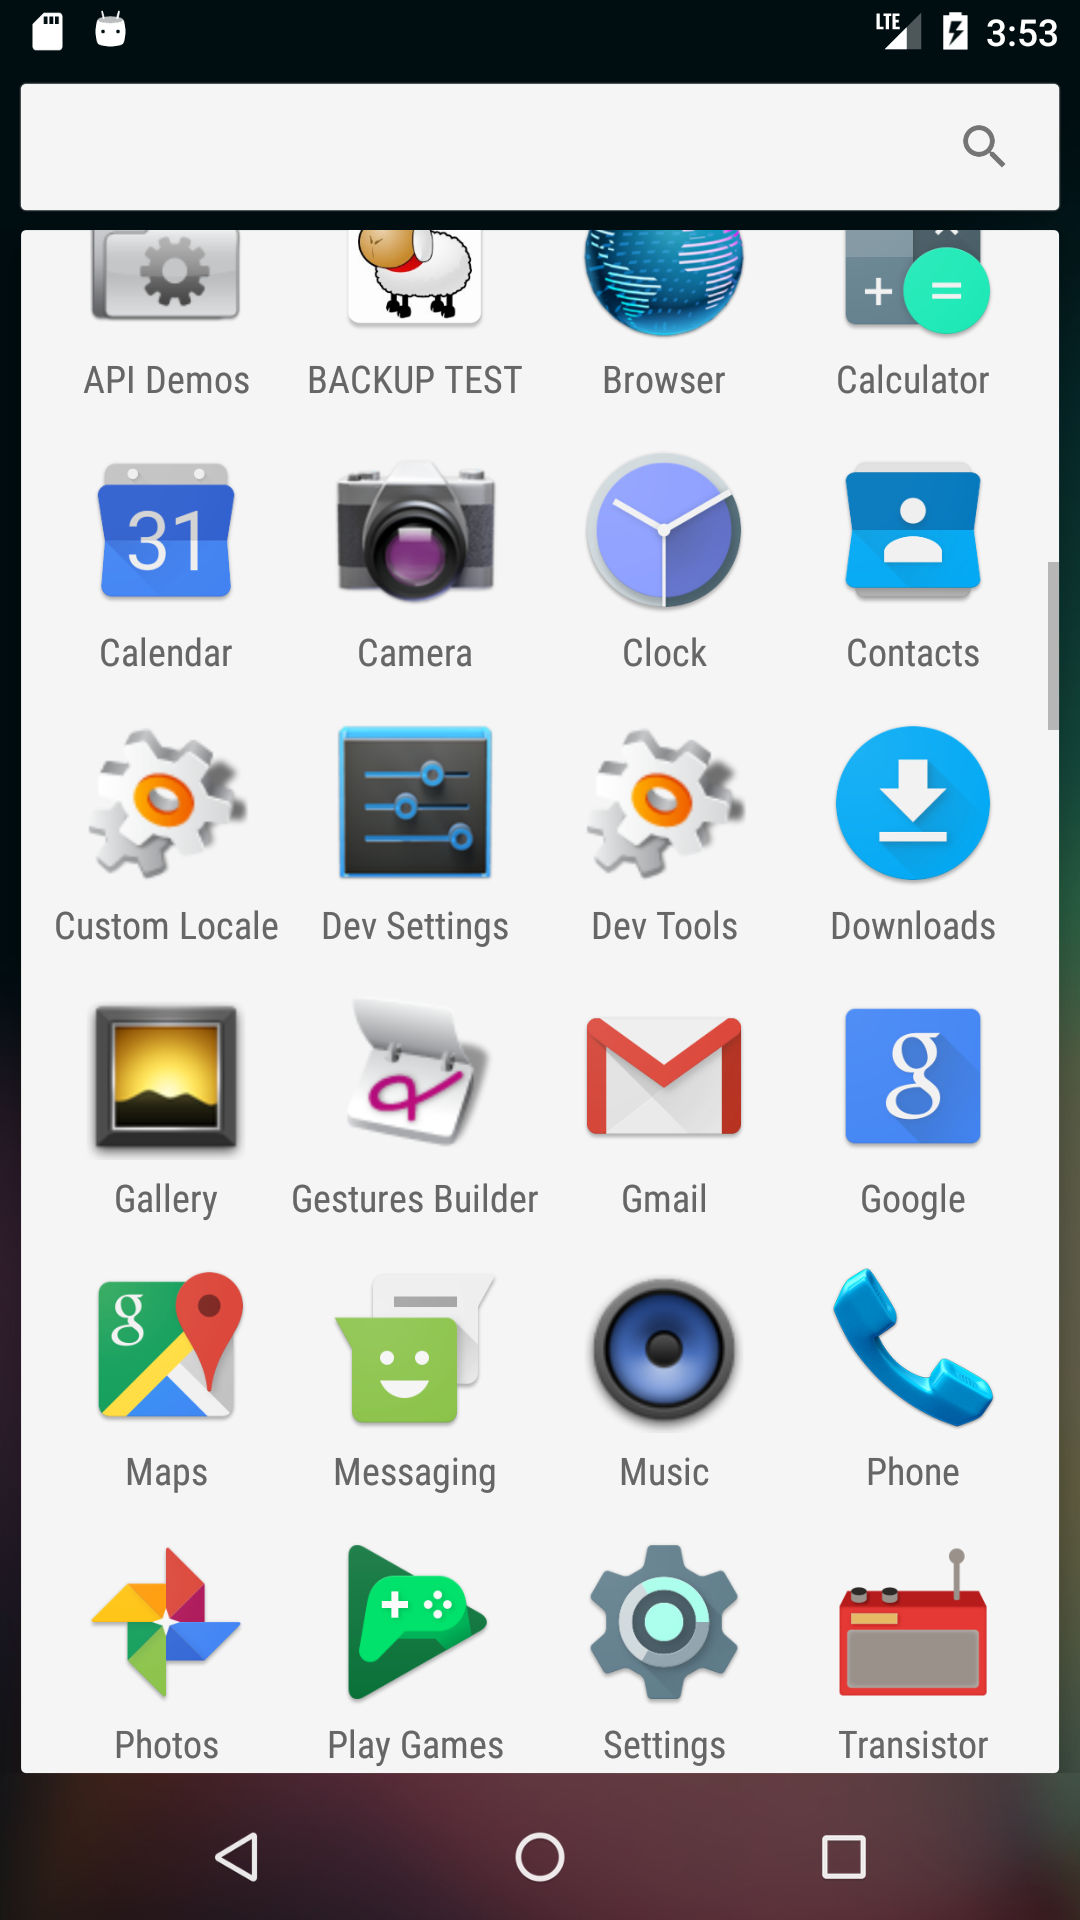 LTE 3:53
API Demos BACKUP TEST Browser Calculator
31
Calendar Camera Clock Contacts
Custom Locale Dev Settings Dev Tools Downloads
g
Gallery Gestures Builder Gmail Google
g
Maps Messaging Music Phone
Photos Play Games Settings Transistor